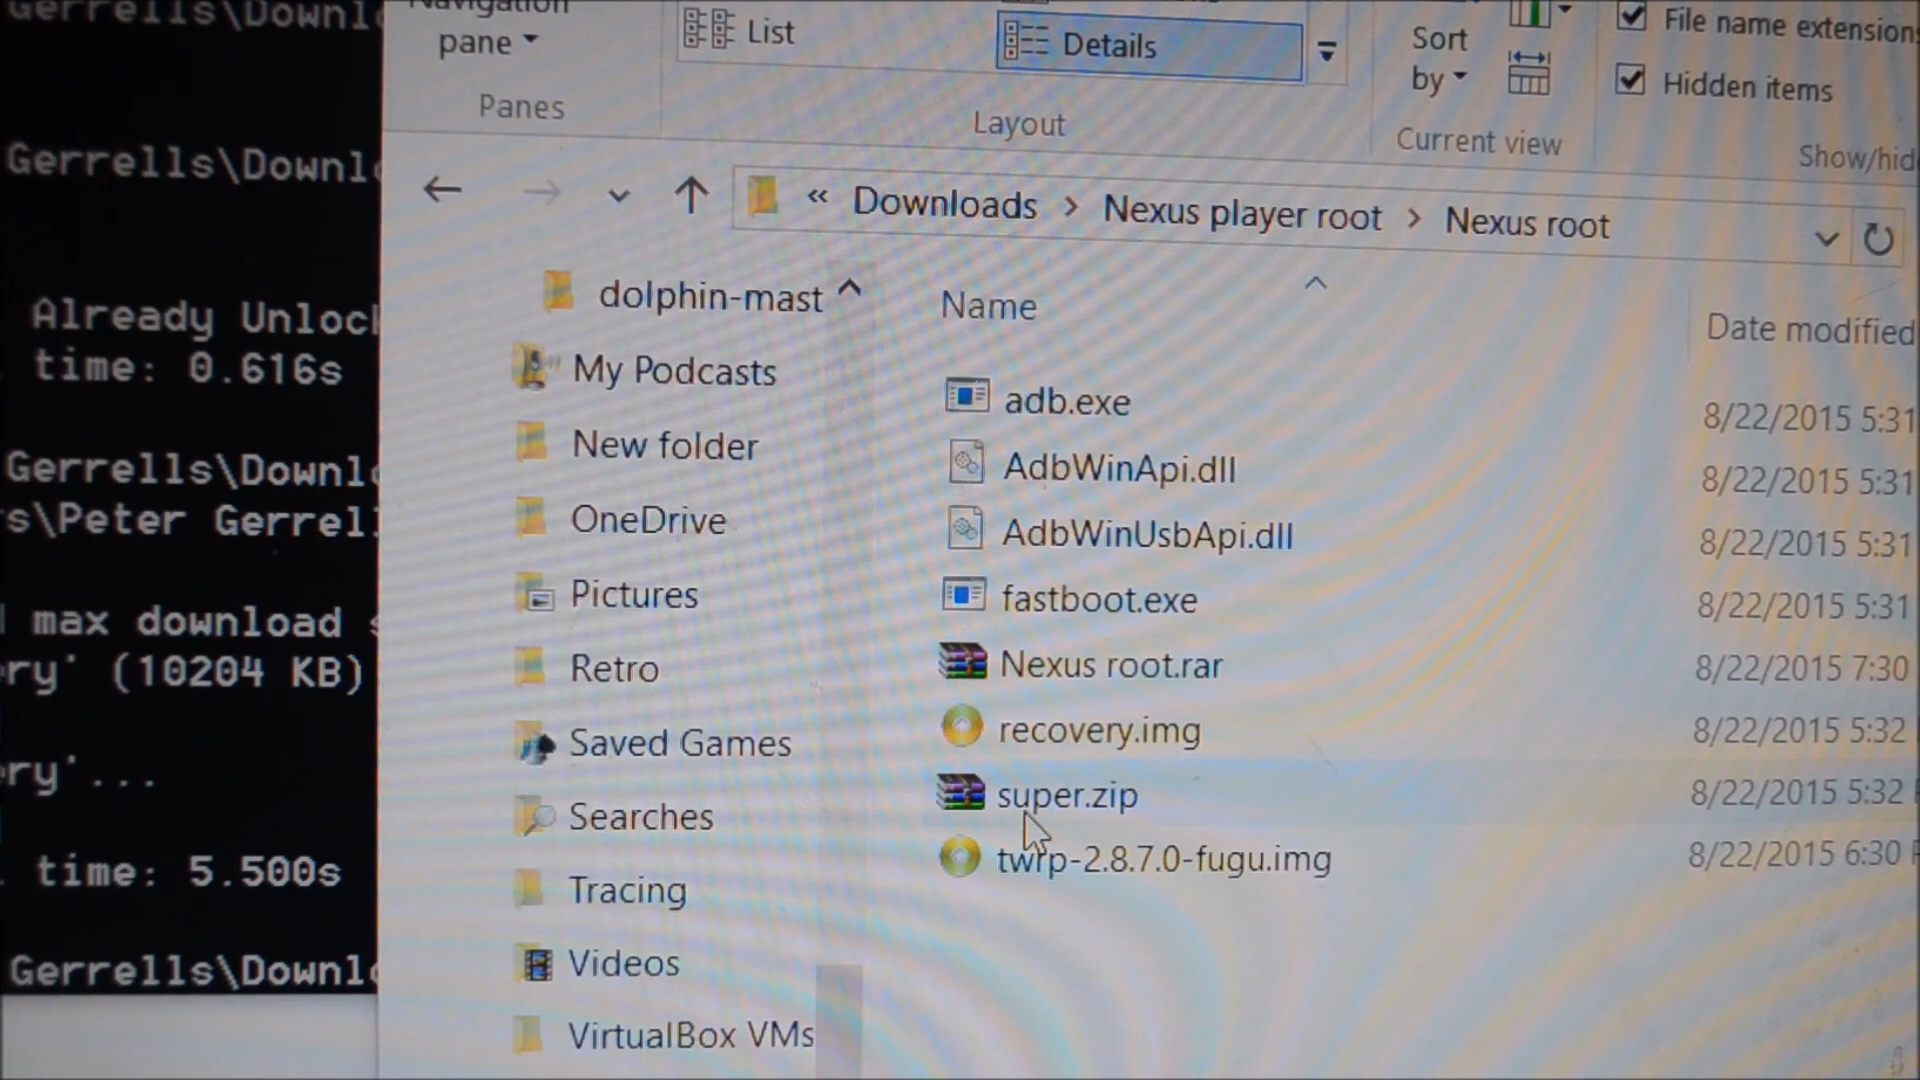 Gerrells\Downl
Gerrells\Downl
Already Unloc
time: 0.616s
Gerrells\Downl
s\Peter Gerrel
max download
ry' (10204 KB)
ry'...
time: 5.500s
Gerrells\Downl
Navigation
pane
Panes
List
Details
Layout
Sort
by
Current view
File name extensions
Hidden items
Show/hid
« Downloads > Nexus player root > Nexus root
dolphin-mast
My Podcasts
New folder
OneDrive
Pictures
Retro
Saved Games
Searches
Tracing
Videos
VirtualBox VMs
Name Date modified
adb.exe 8/22/2015 5:31
AdbWinApi.dll 8/22/2015 5:31
AdbWinUsbApi.dll 8/22/2015 5:31
fastboot.exe 8/22/2015 5:31
Nexus root.rar 8/22/2015 7:30
recovery.img 8/22/2015 5:32
super.zip 8/22/2015 5:32
twrp-2.8.7.0-fugu.img 8/22/2015 6:30